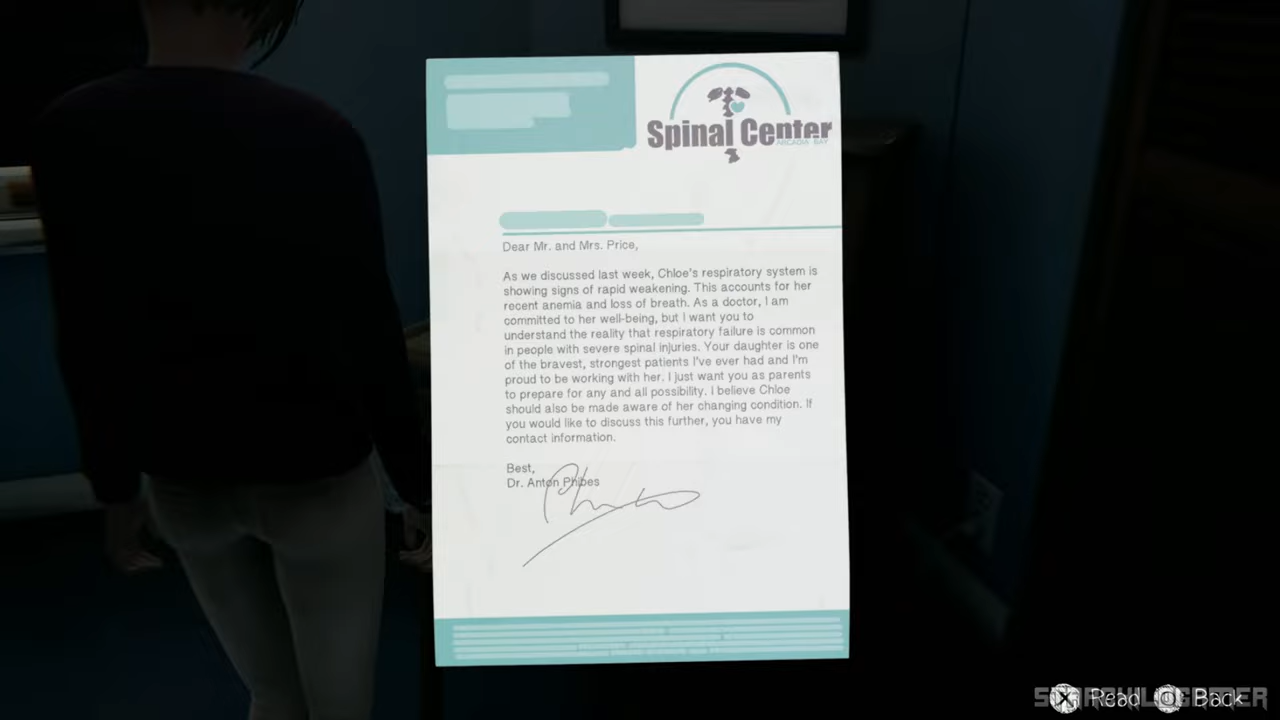 Spinal Center
ARCADIA BAY
Dear Mr. and Mrs. Price,
As we discussed last week, Chloe's respiratory system is
showing signs of rapid weakening. This accounts for her
recent anemia and loss of breath. As a doctor, I am
committed to her well-being, but I want you to
understand the reality that respiratory failure is common
in people with severe spinal injuries. Your daughter is one
of the bravest, strongest patients I've ever had and I'm
proud to be working with her. I just want you as parents
to prepare for any and all possibility. I believe Chloe
should also be made aware of her changing condition. If
you would like to discuss this further, you have my
contact information.
Best,
Dr. Anton Phibes
Read Back